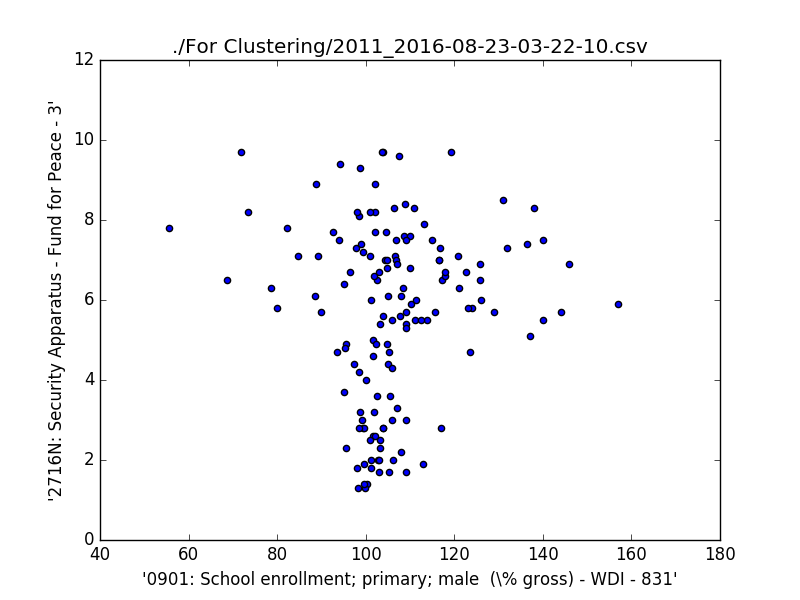 ./For Clustering/2011_2016-08-23-03-22-10.csv
12
10
8
6
4
2
0
'2716N: Security Apparatus - Fund for Peace - 3'
40 60 80 100 120 140 160 180
'0901: School enrollment; primary; male  (\% gross) - WDI - 831'